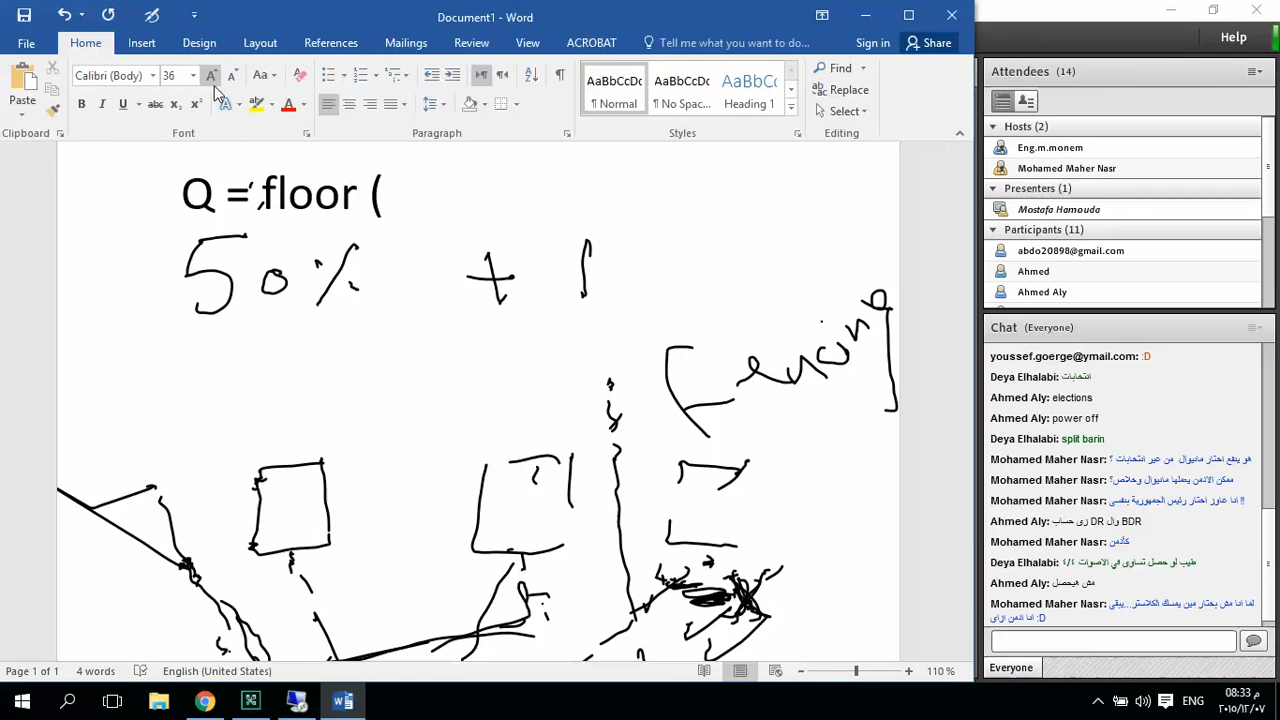 Document1 - Word
File Home Insert Design Layout References Mailings Review View ACROBAT Tell me what you want to do... Sign in Share
Help
Paste
Clipboard
Calibri (Body) 36
Font
Paragraph
AaBbCcDc AaBbCcDc AaBbCc
¶ Normal ¶ No Spac... Heading 1
Styles
Find
Replace
Select
Editing
Q = floor (
50% + 1
Attendees (14)
Hosts (2)
Eng.m.monem
Mohamed Maher Nasr
Presenters (1)
Mostafa Hamouda
Participants (11)
abdo20898@gmail.com
Ahmed
Ahmed Aly
Chat (Everyone)
youssef.goerge@ymail.com: :D
Deya Elhalabi: انتخابات
Ahmed Aly: elections
Ahmed Aly: power off
Deya Elhalabi: split barin
Mohamed Maher Nasr: هو ينفع اختار مانيوال من غير انتخابات ؟
Mohamed Maher Nasr: ممكن الادمن يعملها مانيوال وخلاص؟
Mohamed Maher Nasr: انا عاوز اختار رئيس الجمهورية بنفسى !!
Ahmed Aly: زى حساب DR وال BDR
Mohamed Maher Nasr: كأدمن
Deya Elhalabi: طيب لو حصل تساوى في الاصوات ٤/٤
Ahmed Aly: مش هيحصل
Mohamed Maher Nasr: لما انا مش بختار مين يمسك الكلاستر...يبقى انا ادمن ازاى :D
Everyone
Page 1 of 1 4 words English (United States) 110 %
ENG
08:33 م
٢٠١٥/١٢/٠٧